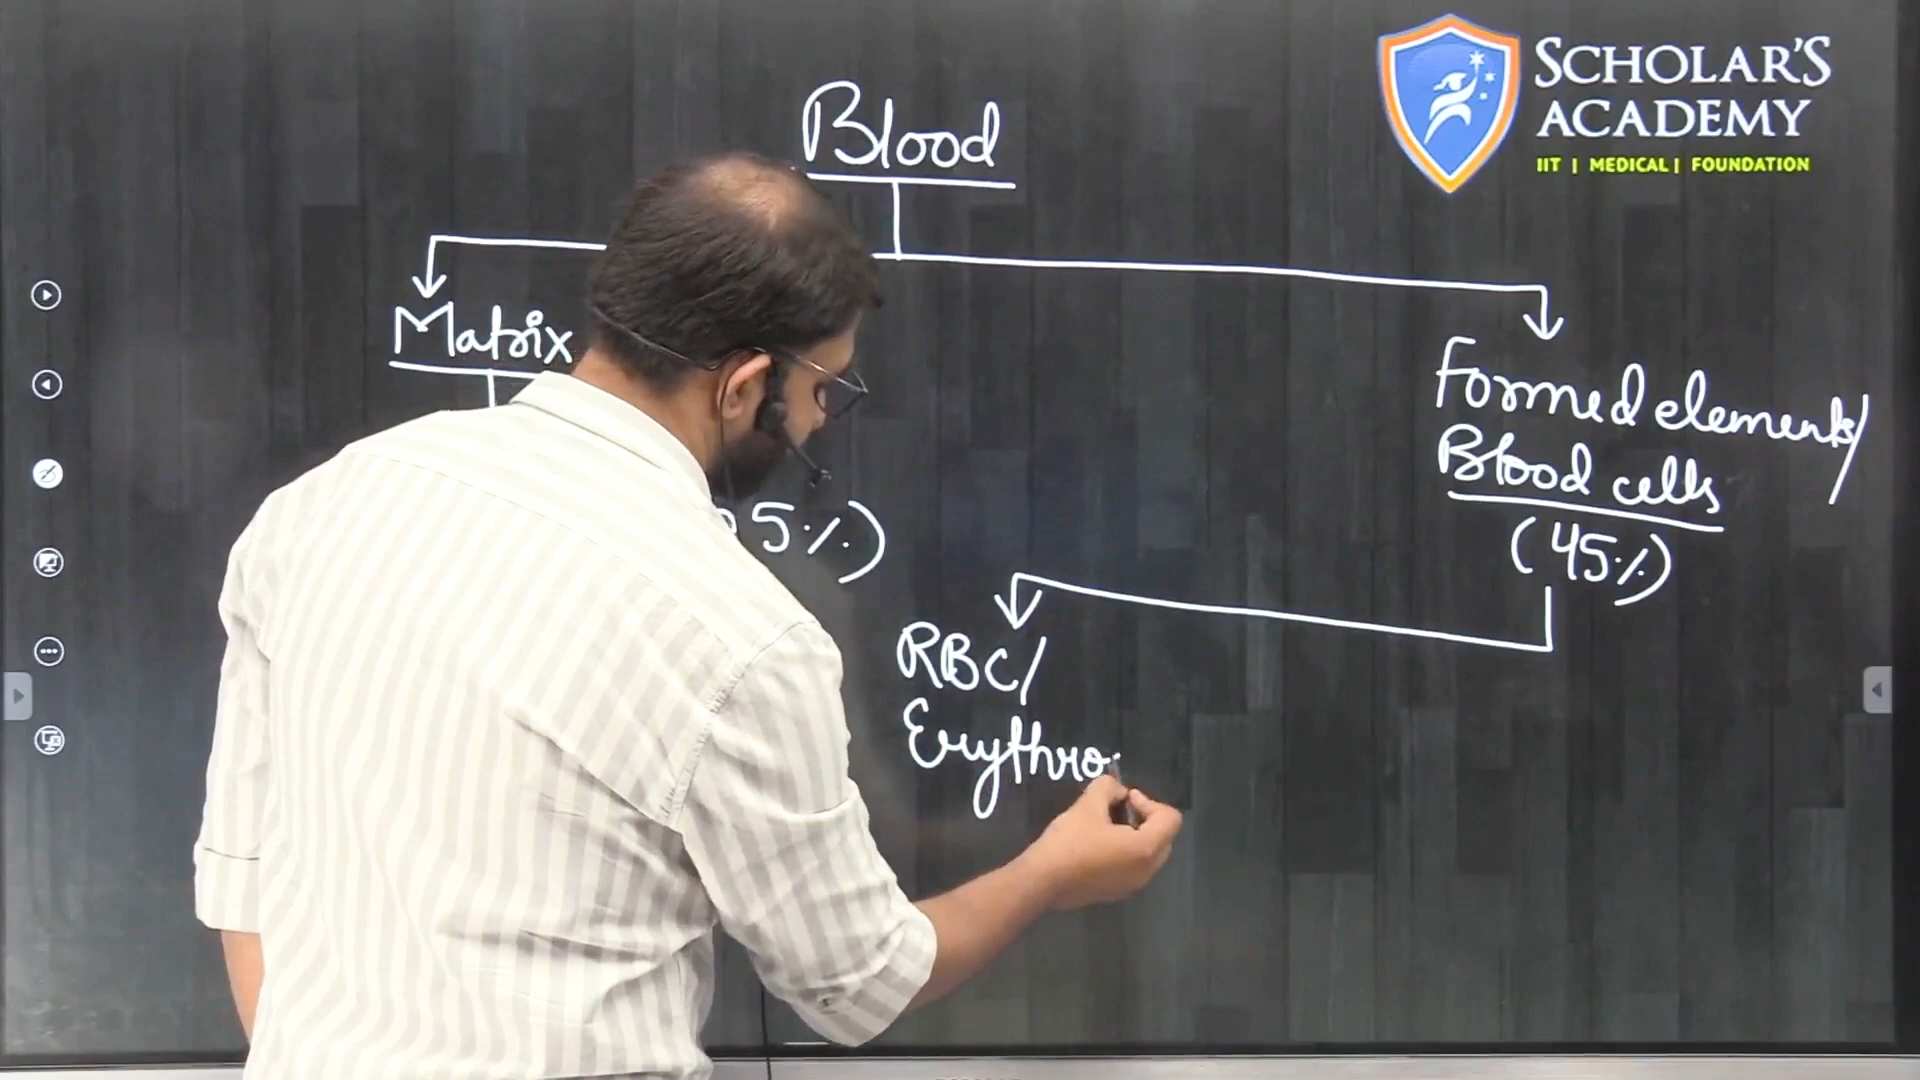 SCHOLAR'S
ACADEMY
IIT | MEDICAL | FOUNDATION
Blood
Matrix
5%)
Formed elements/
Blood cells
(45%)
RBC/
Erythro